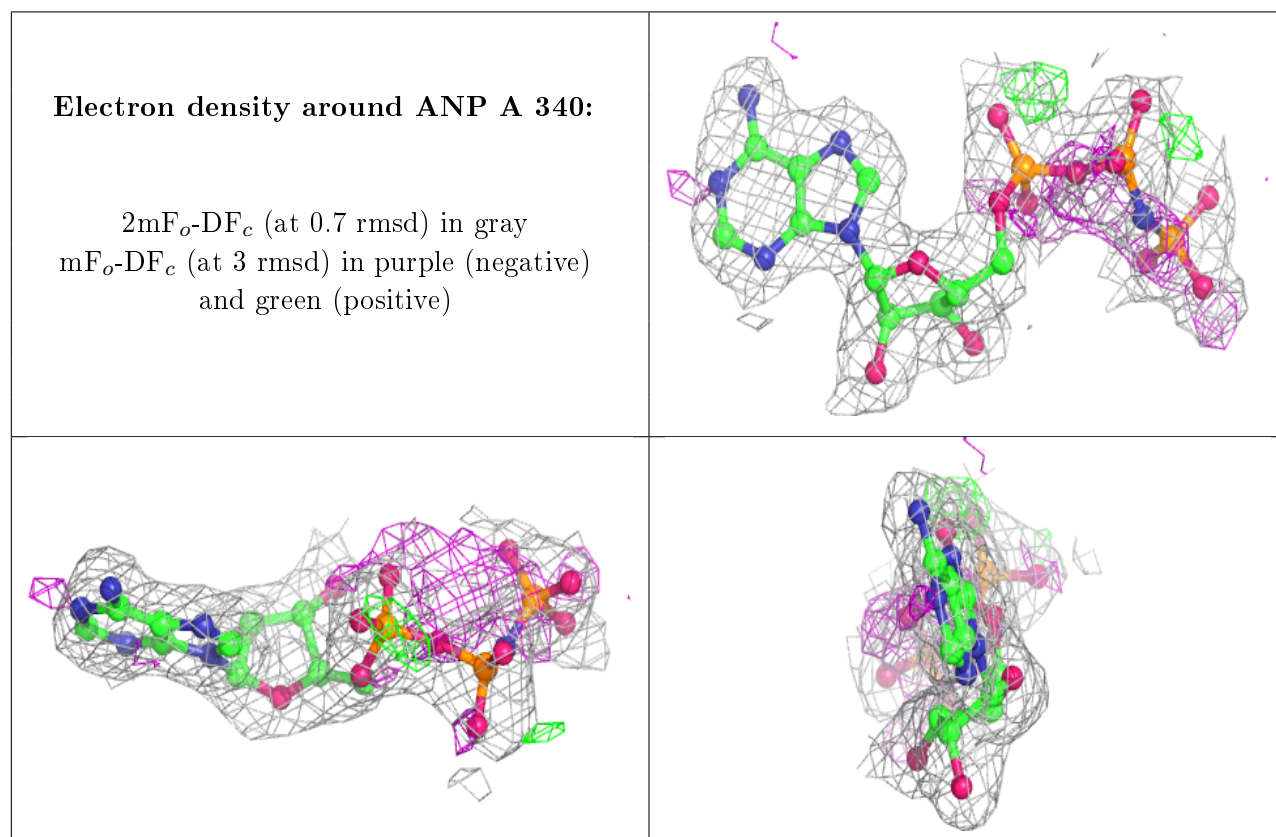 Electron density around ANP A 340:
2mFo-DFc (at 0.7 rmsd) in gray
mFo-DFc (at 3 rmsd) in purple (negative)
and green (positive)